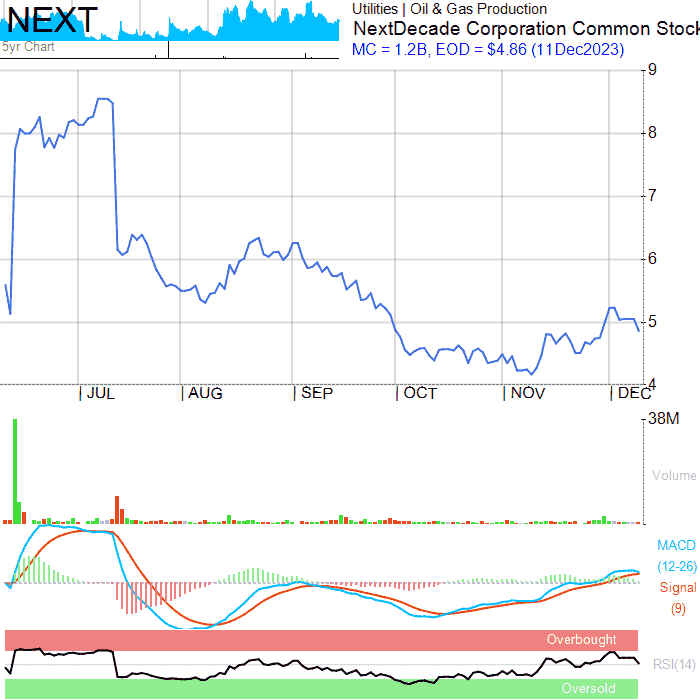 NEXT
5yr Chart
Utilities | Oil & Gas Production
NextDecade Corporation Common Stock
MC = 1.2B, EOD = $4.86 (11Dec2023)
9
8
7
6
5
4
JUL AUG SEP OCT NOV DEC
38M
Volume
MACD
(12-26)
Signal
(9)
Overbought
RSI(14)
Oversold